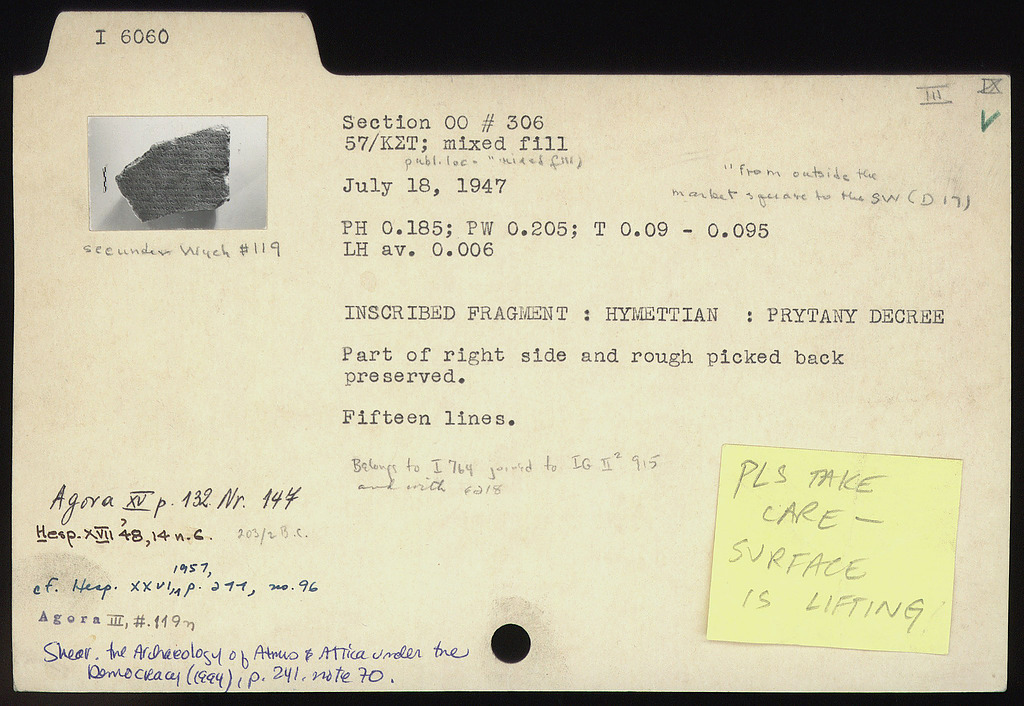 I 6060
III
IX
Section OO # 306
57/ΚΣΤ; mixed fill
publ. loc. "mixed fill)
July 18, 1947
"from outside the
market square to the SW (D 17)
PH 0.185; PW 0.205; T 0.09 - 0.095
LH av. 0.006
see under Wych #119
INSCRIBED FRAGMENT : HYMETTIAN : PRYTANY DECREE
Part of right side and rough picked back
preserved.
Fifteen lines.
Belongs to I 764 joined to IG II² 915
and with 6218
Agora XV p. 132. Nr. 147
Hesp. XVII, 48, 14 n. 6. 203/2 B.C.
cf. Hesp. XXVI, 1957, p. 211, no. 96
Agora III, #.119n
Shear. the Archaeology of Athens & Attica under the
Democracy (1994), p. 241. note 70.
PLS TAKE
CARE —
SURFACE
IS LIFTING